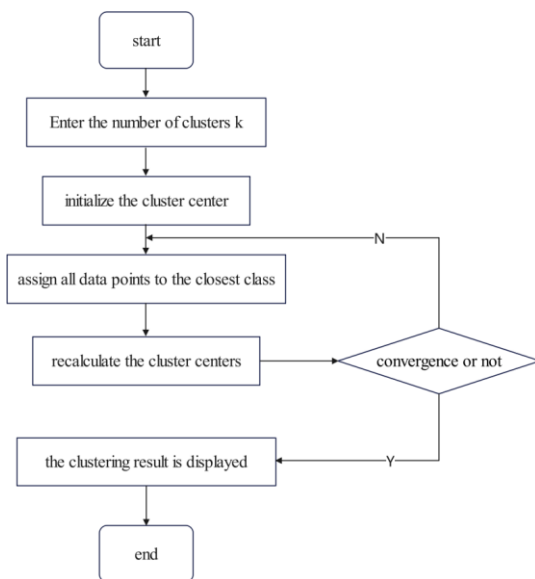 start
Enter the number of clusters k
initialize the cluster center
N
assign all data points to the closest class
recalculate the cluster centers
convergence or not
the clustering result is displayed
Y
end